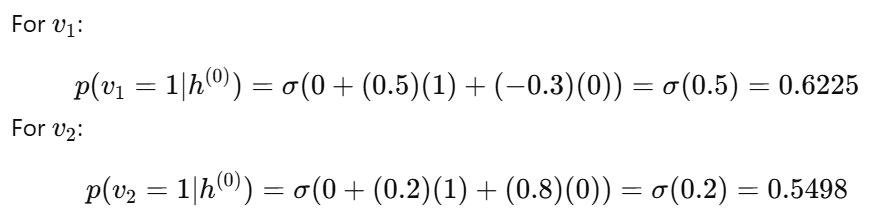 For v₁:
p(v₁ = 1|h⁽⁰⁾) = σ(0 + (0.5)(1) + (−0.3)(0)) = σ(0.5) = 0.6225
For v₂:
p(v₂ = 1|h⁽⁰⁾) = σ(0 + (0.2)(1) + (0.8)(0)) = σ(0.2) = 0.5498